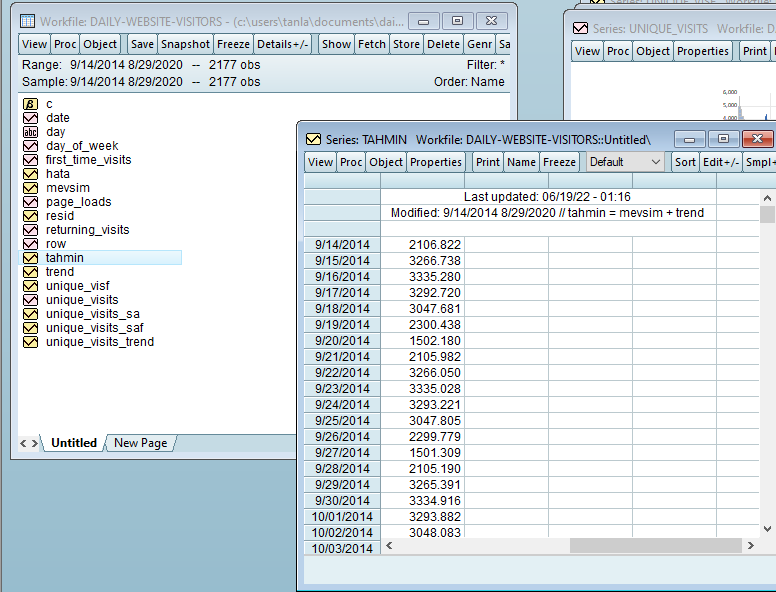 Workfile: DAILY-WEBSITE-VISITORS - (c:\users\tanla\documents\dai...
View Proc Object Save Snapshot Freeze Details+/- Show Fetch Store Delete Genr Sa
Range: 9/14/2014 8/29/2020 -- 2177 obs Filter: *
Sample: 9/14/2014 8/29/2020 -- 2177 obs Order: Name
β c
date
abc day
day_of_week
first_time_visits
hata
mevsim
page_loads
resid
returning_visits
row
tahmin
trend
unique_visf
unique_visits
unique_visits_sa
unique_visits_saf
unique_visits_trend
< > Untitled New Page
Series: UNIQUE_VISITS Workfile: D
View Proc Object Properties Print
6,000
5,000
4,000
Series: TAHMIN Workfile: DAILY-WEBSITE-VISITORS::Untitled\
View Proc Object Properties Print Name Freeze Default Sort Edit+/- Smpl+
Last updated: 06/19/22 - 01:16
Modified: 9/14/2014 8/29/2020 // tahmin = mevsim + trend
9/14/2014 2106.822
9/15/2014 3266.738
9/16/2014 3335.280
9/17/2014 3292.720
9/18/2014 3047.681
9/19/2014 2300.438
9/20/2014 1502.180
9/21/2014 2105.982
9/22/2014 3266.050
9/23/2014 3335.028
9/24/2014 3293.221
9/25/2014 3047.805
9/26/2014 2299.779
9/27/2014 1501.309
9/28/2014 2105.190
9/29/2014 3265.391
9/30/2014 3334.916
10/01/2014 3293.882
10/02/2014 3048.083
10/03/2014